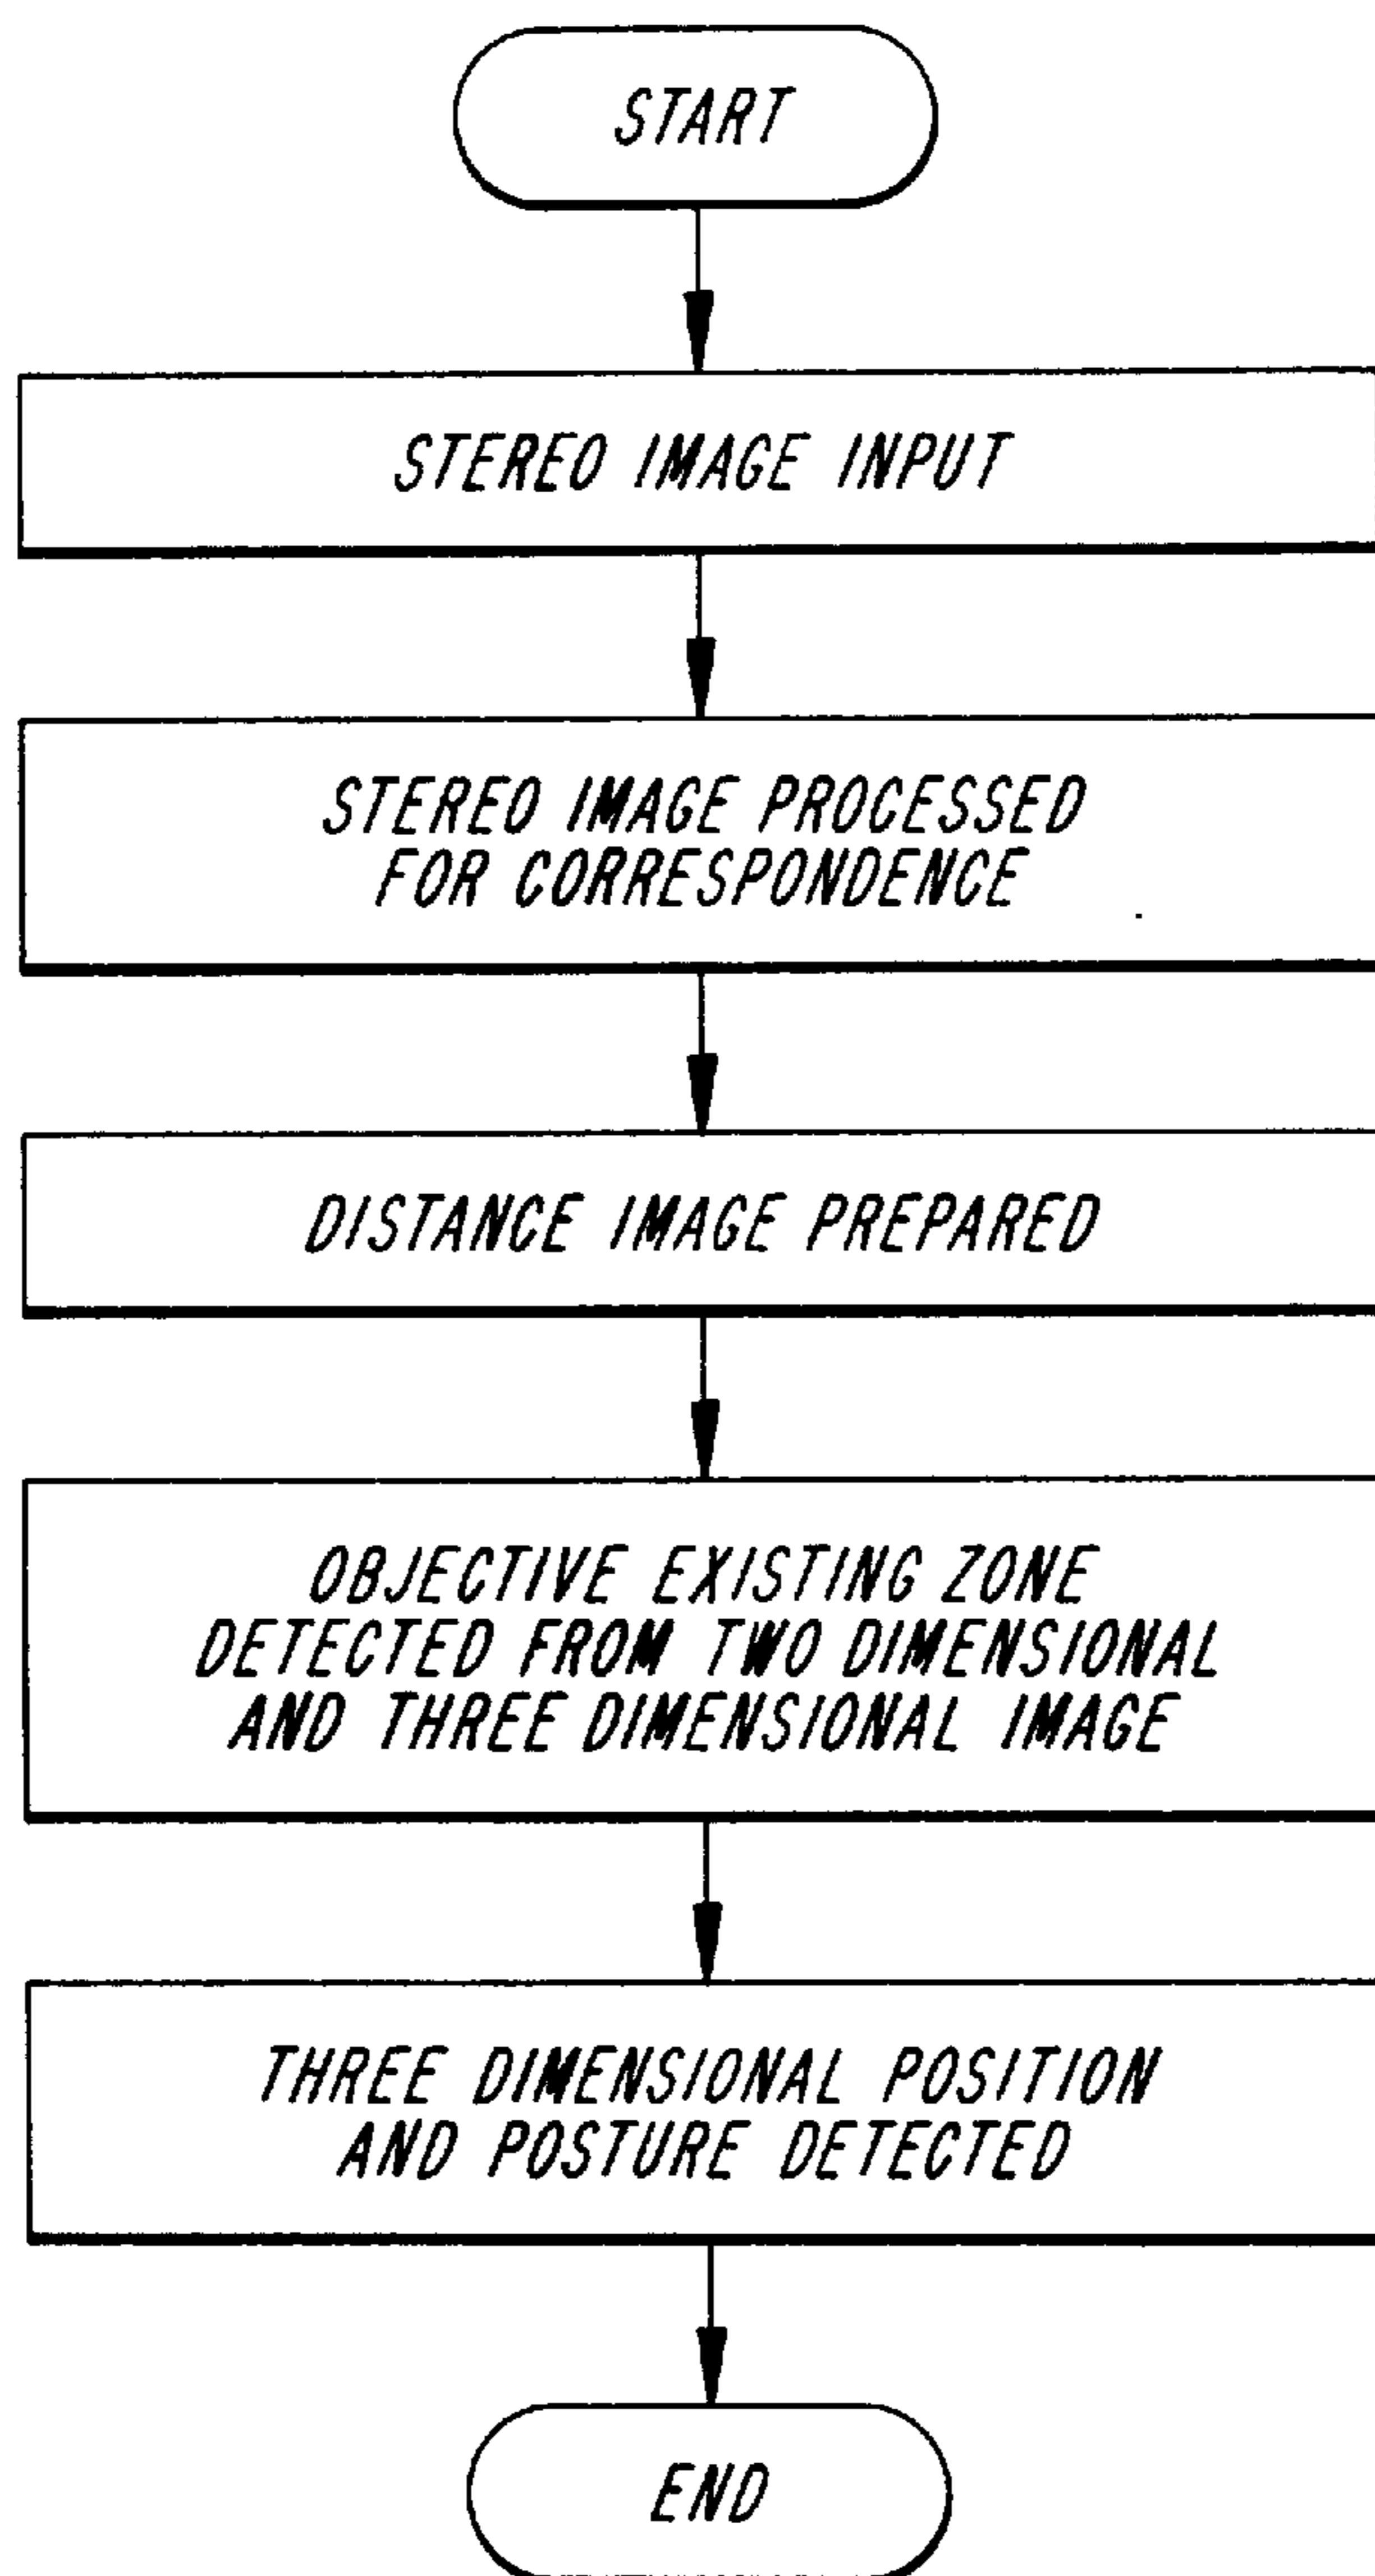 START
STEREO IMAGE INPUT
STEREO IMAGE PROCESSED
FOR CORRESPONDENCE
DISTANCE IMAGE PREPARED
OBJECTIVE EXISTING ZONE
DETECTED FROM TWO DIMENSIONAL
AND THREE DIMENSIONAL IMAGE
THREE DIMENSIONAL POSITION
AND POSTURE DETECTED
END